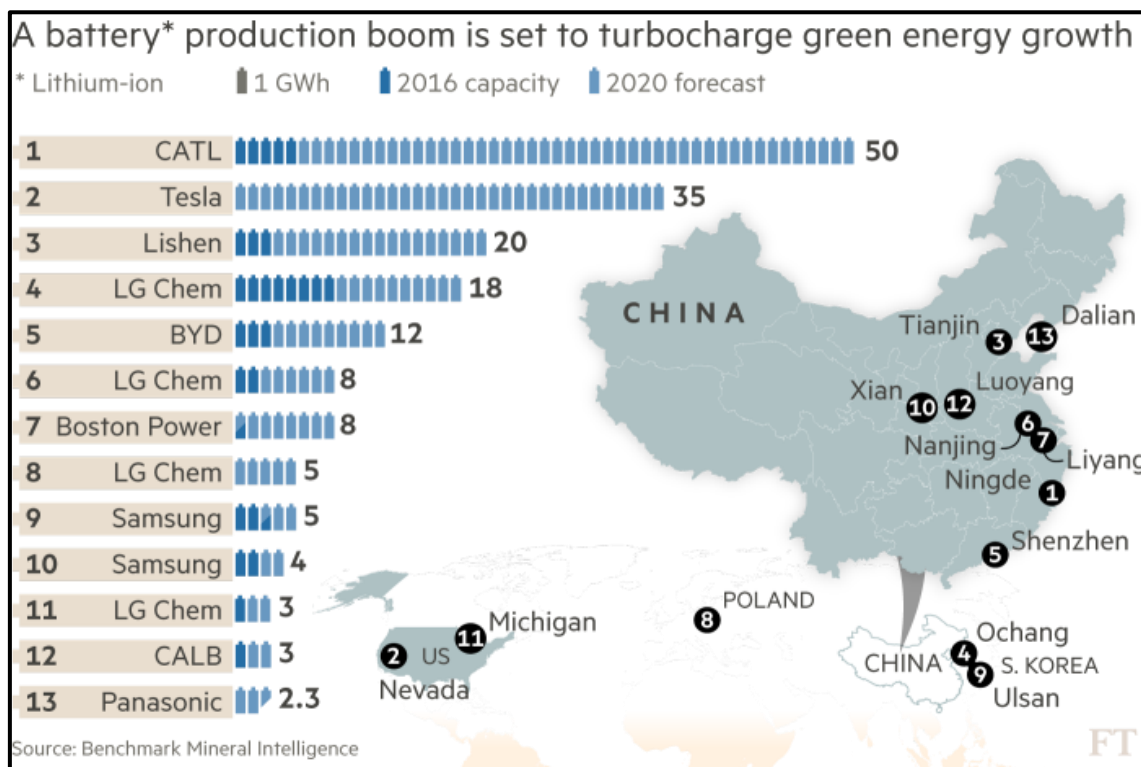 A battery* production boom is set to turbocharge green energy growth
* Lithium-ion 1 GWh 2016 capacity 2020 forecast
1 CATL 50
2 Tesla 35
3 Lishen 20
4 LG Chem 18
5 BYD 12
6 LG Chem 8
7 Boston Power 8
8 LG Chem 5
9 Samsung 5
10 Samsung 4
11 LG Chem 3
12 CALB 3
13 Panasonic 2.3
CHINA
Tianjin 3
Dalian 13
Xian 10
Luoyang 12
Nanjing 6
7 Liyang
Ningde 1
5 Shenzhen
8 POLAND
11 Michigan
2 US
Nevada
CHINA
Ochang 4
S. KOREA
9 Ulsan
Source: Benchmark Mineral Intelligence
FT